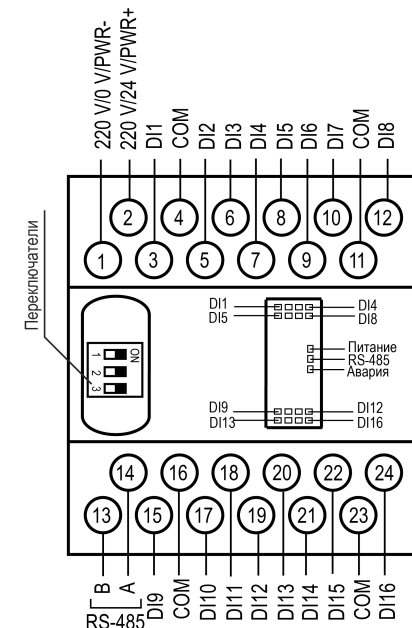 220 V/0 V/PWR-
220 V/24 V/PWR+
DI1
COM
DI2
DI3
DI4
DI5
DI6
DI7
COM
DI8
2
4
6
8
10
12
1
3
5
7
9
11
Переключатели
ON
1
2
3
DI1
DI4
DI5
DI8
Питание
RS-485
Авария
DI9
DI12
DI13
DI16
14
16
18
20
22
24
13
15
17
19
21
23
B
A
RS-485
DI9
COM
DI10
DI11
DI12
DI13
DI14
DI15
COM
DI16